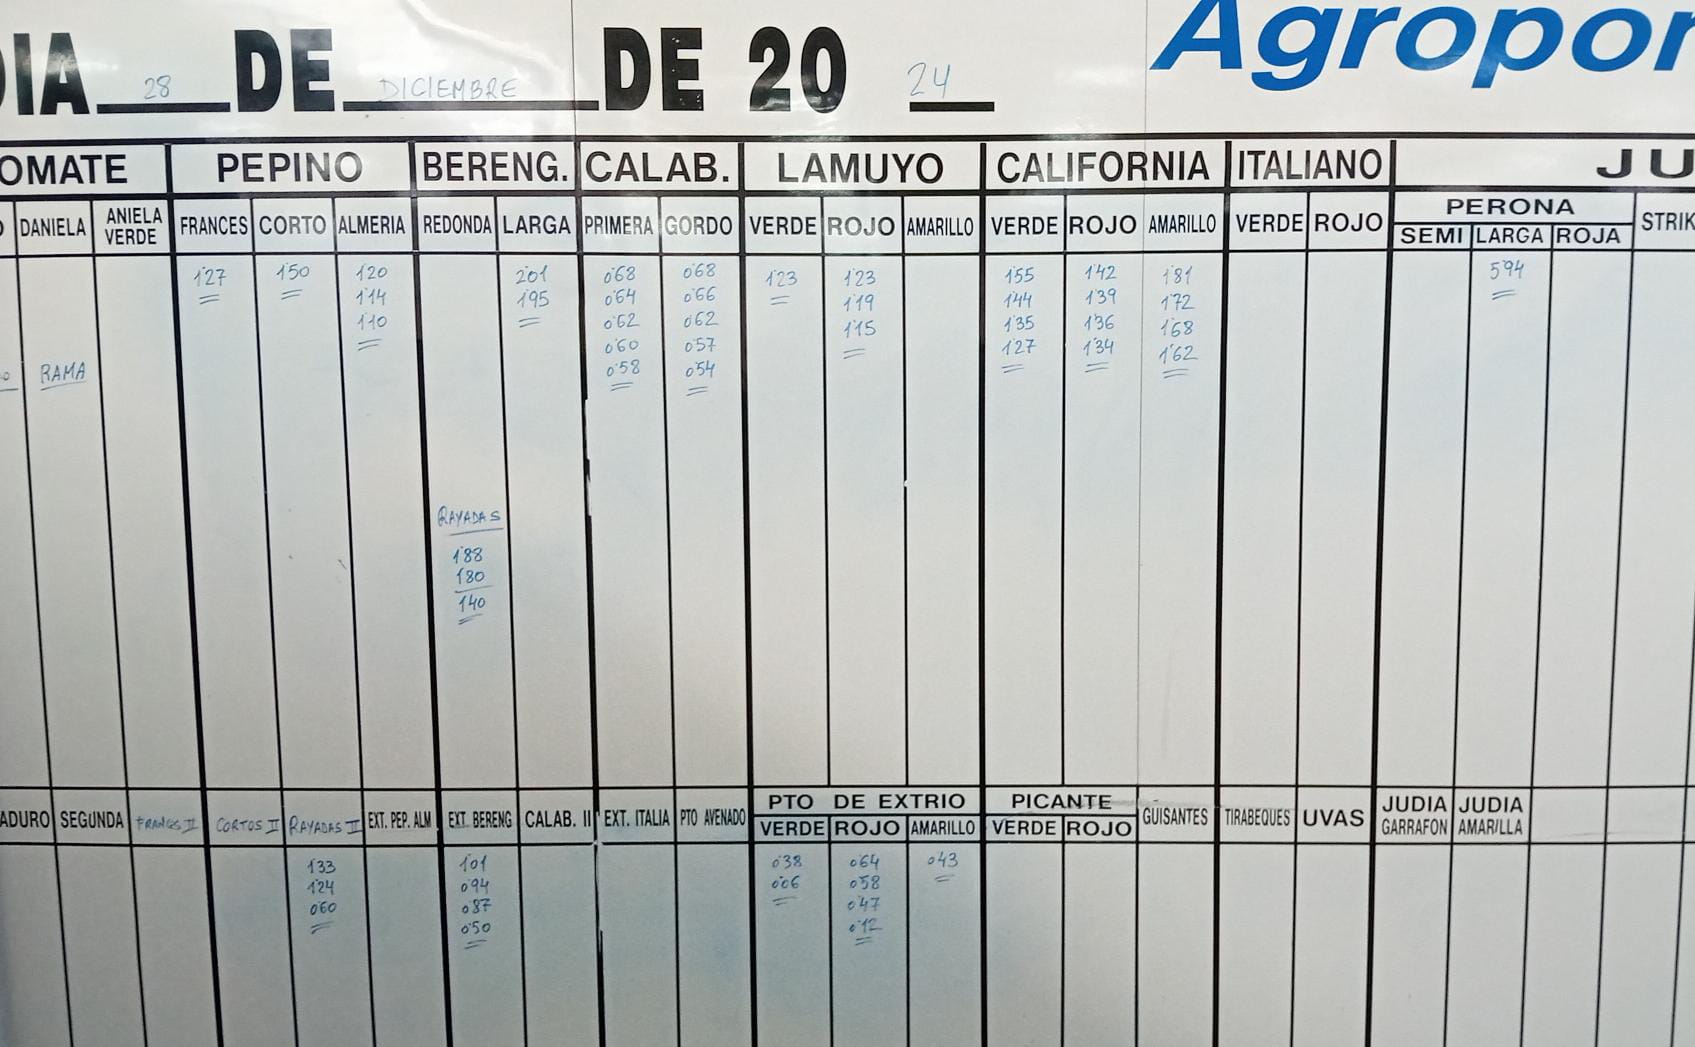 DIA 28 DE DICIEMBRE DE 20 24
Agropon
OMATE PEPINO BERENG. CALAB. LAMUYO CALIFORNIA ITALIANO JU
DANIELA ANIELA VERDE FRANCES CORTO ALMERIA REDONDA LARGA PRIMERA GORDO VERDE ROJO AMARILLO VERDE ROJO AMARILLO VERDE ROJO PERONA STRIK
SEMI LARGA ROJA
1'27 1'50 1'20 2'01 0'68 0'68 1'23 1'23 1'55 1'42 1'81 5'94
1'14 1'95 0'64 0'66 1'19 1'44 1'39 1'72
1'10 0'62 0'62 1'15 1'35 1'36 1'68
0'60 0'57 1'27 1'34 1'62
RAMA 0'58 0'54
RAYADAS
1'88
1'80
1'40
PTO DE EXTRIO PICANTE
ADURO SEGUNDA FRANCES II CORTOS II RAYADAS II EXT. PEP. ALM EXT. BERENG CALAB. II EXT. ITALIA PTO AVENADO VERDE ROJO AMARILLO VERDE ROJO GUISANTES TIRABEQUES UVAS JUDIA GARRAFON JUDIA AMARILLA
1'33 1'01 0'38 0'64 0'43
1'24 0'94 0'06 0'58
0'60 0'87 0'47
0'50 0'12